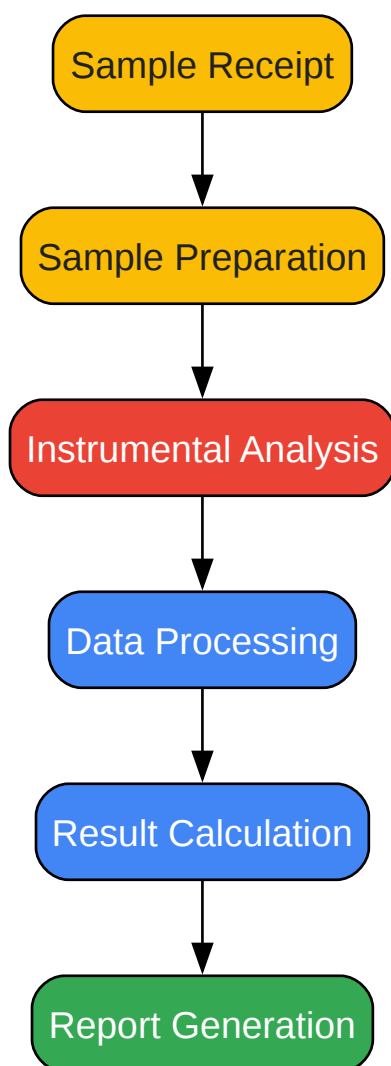 Sample Receipt
Sample Preparation
Instrumental Analysis
Data Processing
Result Calculation
Report Generation